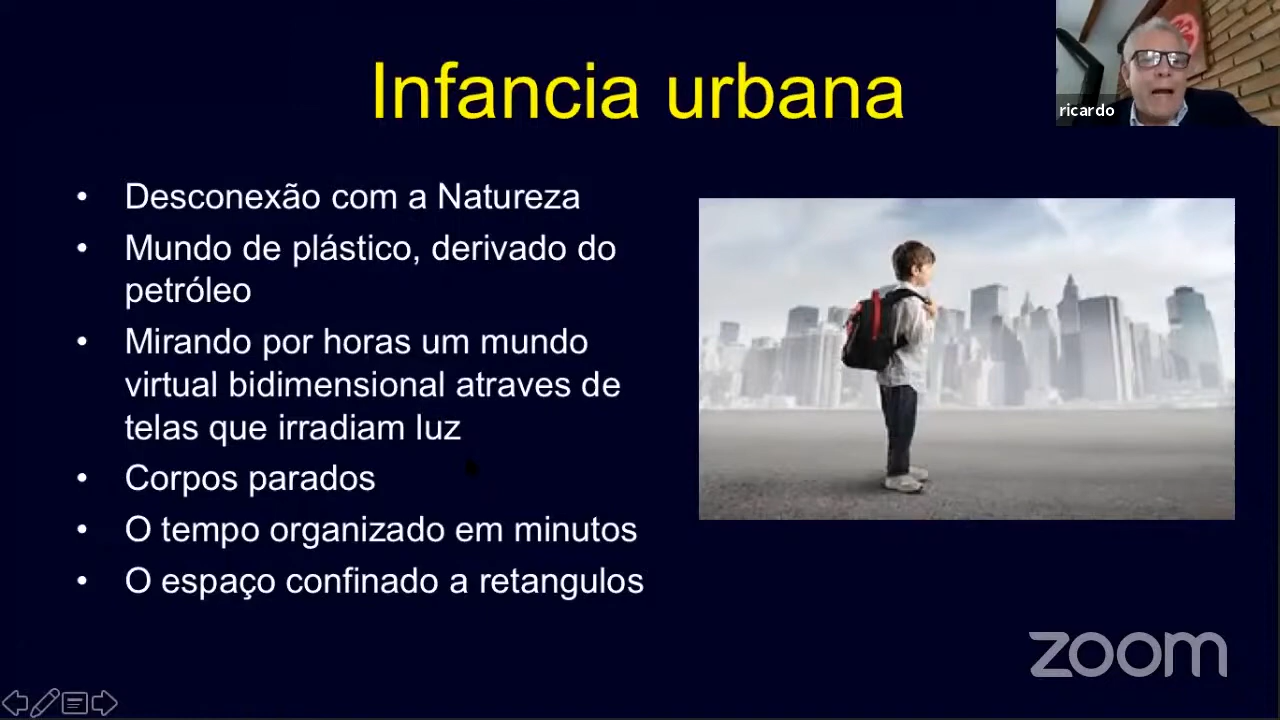 Infancia urbana
ricardo
• Desconexão com a Natureza
• Mundo de plástico, derivado do
petróleo
• Mirando por horas um mundo
virtual bidimensional atraves de
telas que irradiam luz
• Corpos parados
• O tempo organizado em minutos
• O espaço confinado a retangulos
zoom